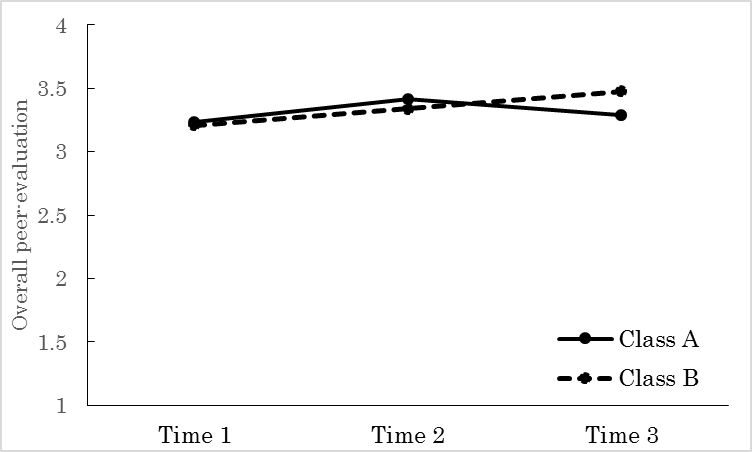 4
3.5
3
2.5
2
1.5
1
Overall peer-evaluation
Class A
Class B
Time 1 Time 2 Time 3